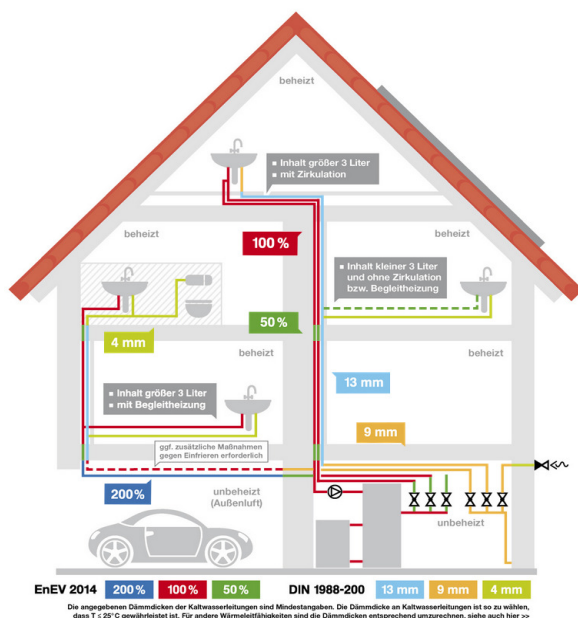 beheizt
▪ Inhalt größer 3 Liter
▪ mit Zirkulation
beheizt
100 %
beheizt
▪ Inhalt kleiner 3 Liter
und ohne Zirkulation
bzw. Begleitheizung
50 %
4 mm
beheizt
beheizt
13 mm
▪ Inhalt größer 3 Liter
▪ mit Begleitheizung
9 mm
ggf. zusätzliche Maßnahmen
gegen Einfrieren erforderlich
200 %
unbeheizt
(Außenluft)
unbeheizt
EnEV 2014 200 % 100 % 50 % DIN 1988-200 13 mm 9 mm 4 mm
Die angegebenen Dämmdicken der Kaltwasserleitungen sind Mindestangaben. Die Dämmdicke an Kaltwasserleitungen ist so zu wählen,
dass T ≤ 25°C gewährleistet ist. Für andere Wärmeleitfähigkeiten sind die Dämmdicken entsprechend umzurechnen, siehe auch hier >>